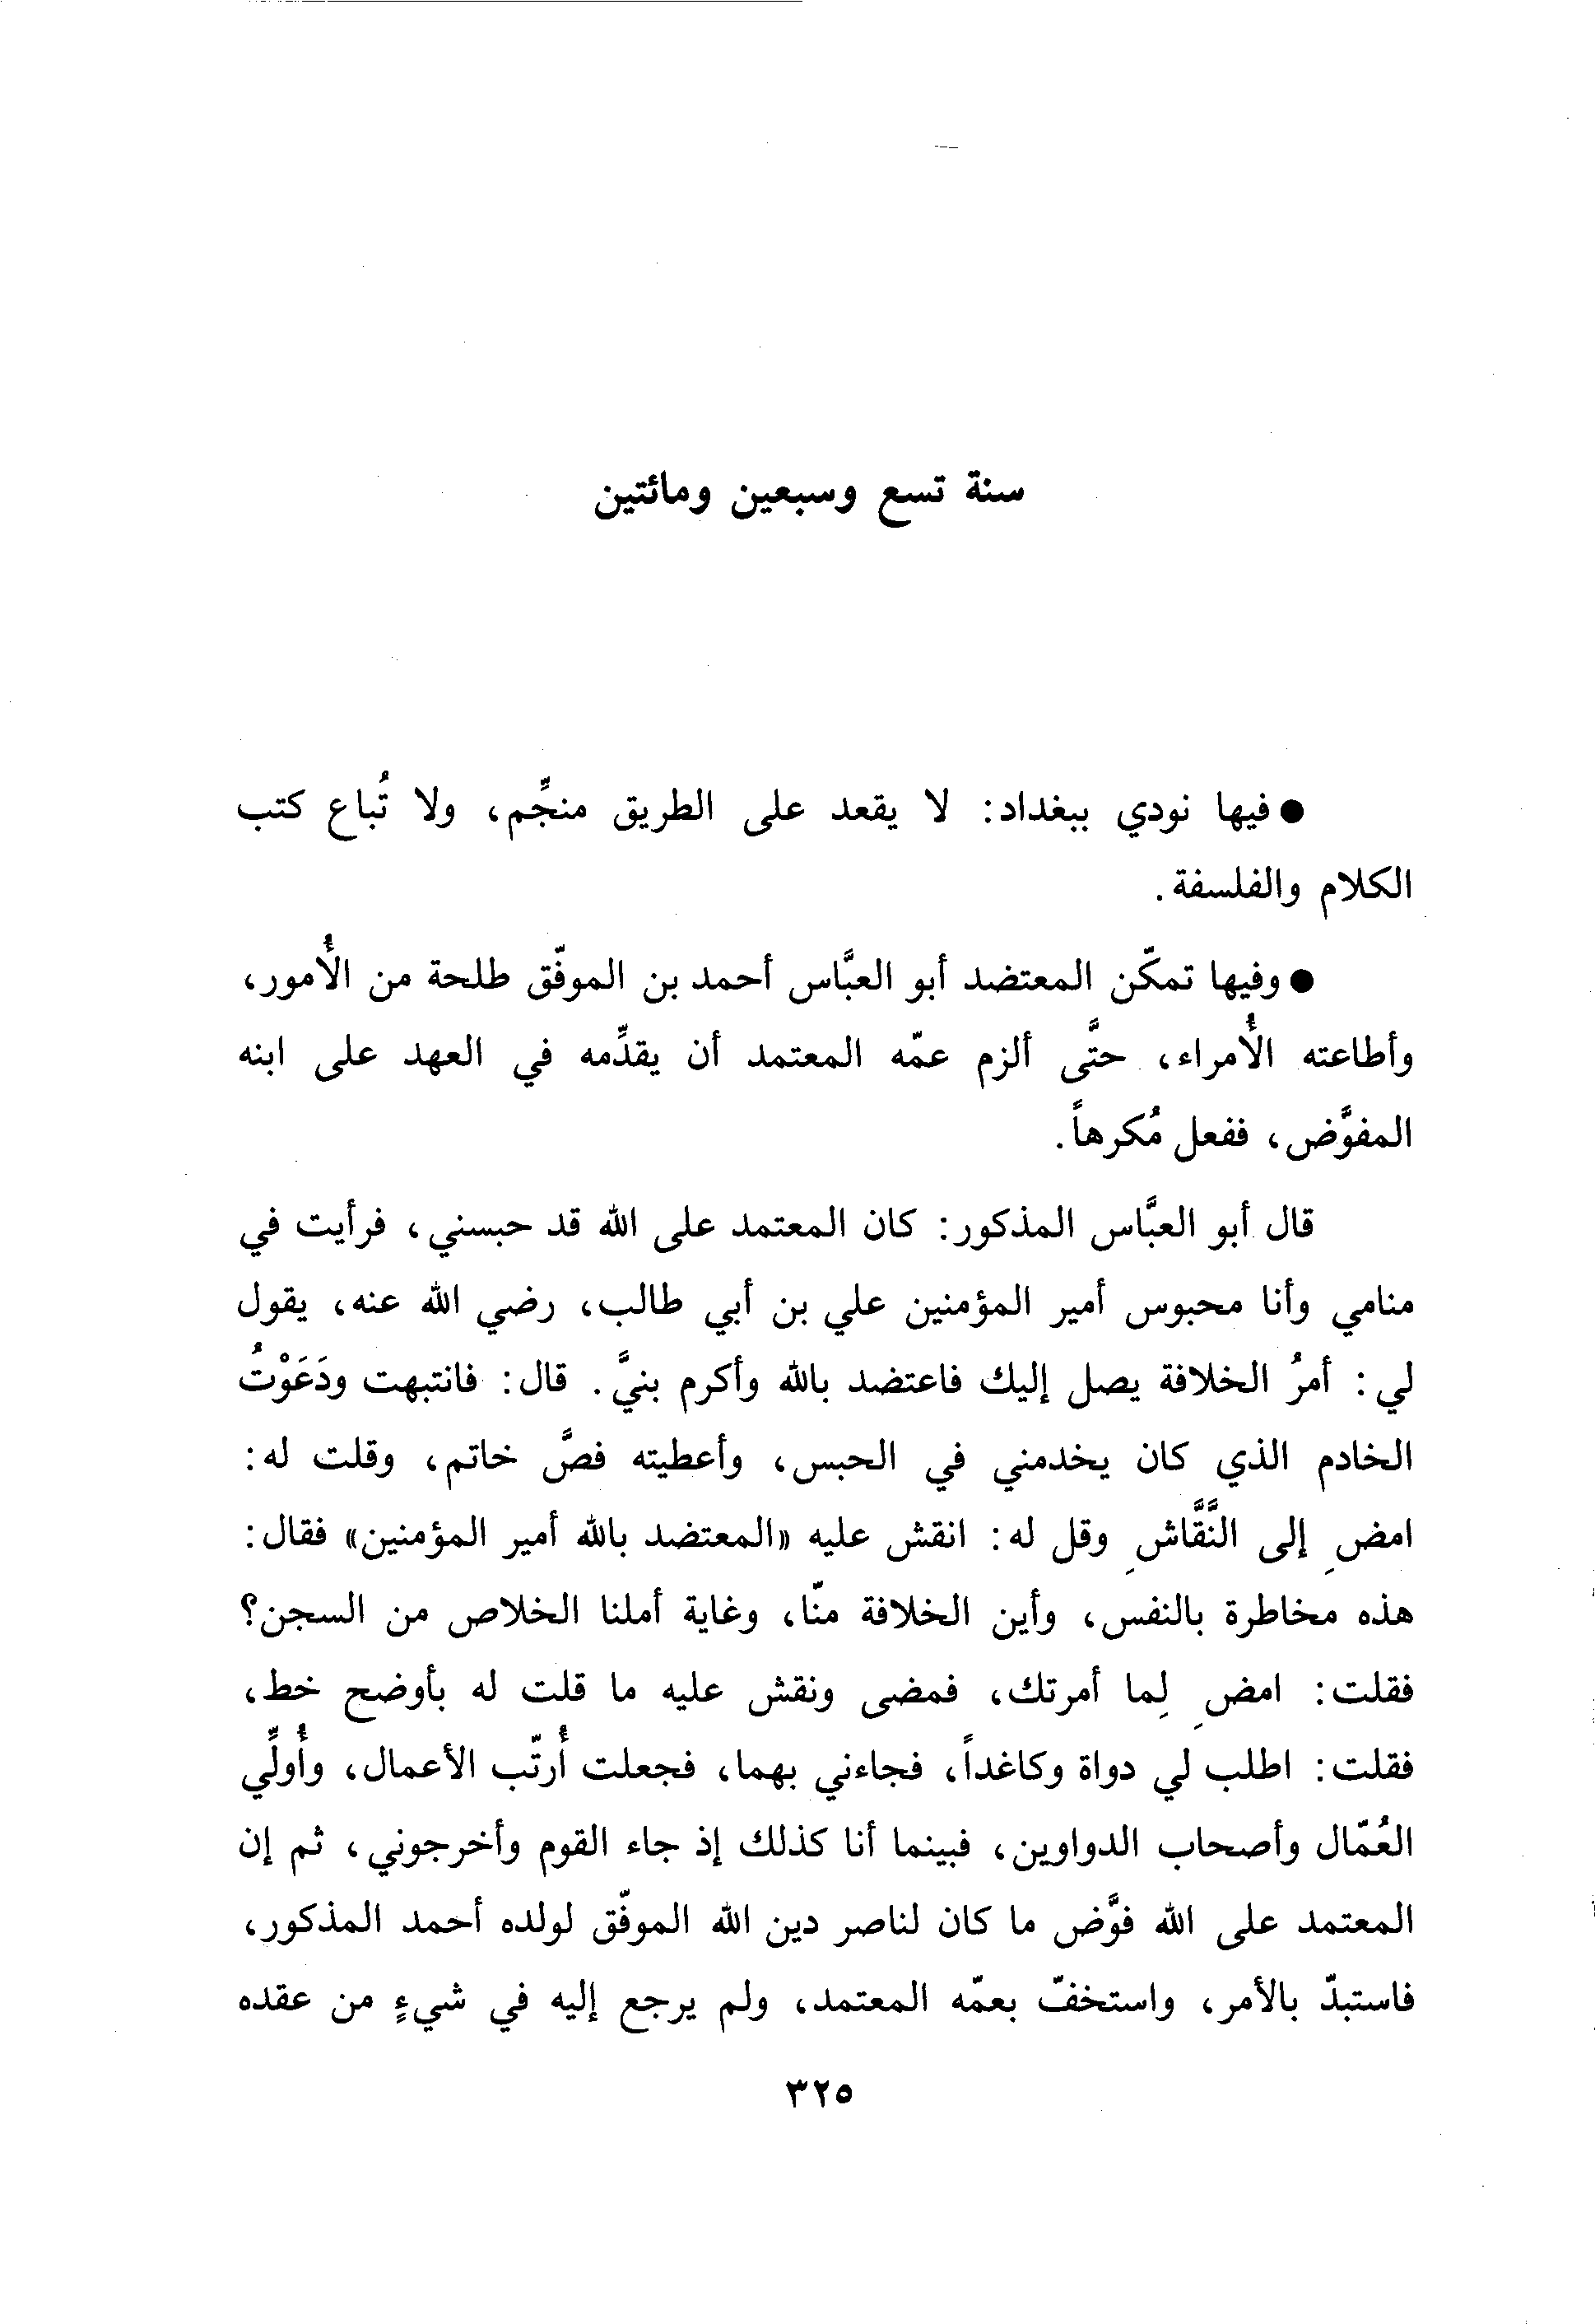 سنة تسع وسبعين ومائتين
● فيها نودي ببغداد: لا يقعد على الطريق منجِّم، ولا تُباع كتب
الكلام والفلسفة.
● وفيها تمكّن المعتضد أبو العبَّاس أحمد بن الموفّق طلحة من الأُمور،
وأطاعته الأُمراء، حتَّى ألزم عمّه المعتمد أن يقدِّمه في العهد على ابنه
المفوَّض، ففعل مُكرهاً.
قال أبو العبَّاس المذكور: كان المعتمد على الله قد حبسني، فرأيت في
منامي وأنا محبوس أمير المؤمنين علي بن أبي طالب، رضي الله عنه، يقول
لي: أمرُ الخلافة يصل إليك فاعتضد بالله وأكرم بنيَّ. قال: فانتبهت ودَعَوْتُ
الخادم الذي كان يخدمني في الحبس، وأعطيته فصَّ خاتم، وقلت له:
امضِ إلى النَّقَّاشِ وقل له: انقش عليه «المعتضد بالله أمير المؤمنين» فقال:
هذه مخاطرة بالنفس، وأين الخلافة منّا، وغاية أملنا الخلاص من السجن؟
فقلت: امضِ لِما أمرتك، فمضى ونقش عليه ما قلت له بأوضح خط،
فقلت: اطلب لي دواة وكاغداً، فجاءني بهما، فجعلت أُرتّب الأعمال، وأُولِّي
العُمّال وأصحاب الدواوين، فبينما أنا كذلك إذ جاء القوم وأخرجوني، ثم إن
المعتمد على الله فوَّض ما كان لناصر دين الله الموفّق لولده أحمد المذكور،
فاستبدّ بالأمر، واستخفّ بعمّه المعتمد، ولم يرجع إليه في شيءٍ من عقده
٣٢٥